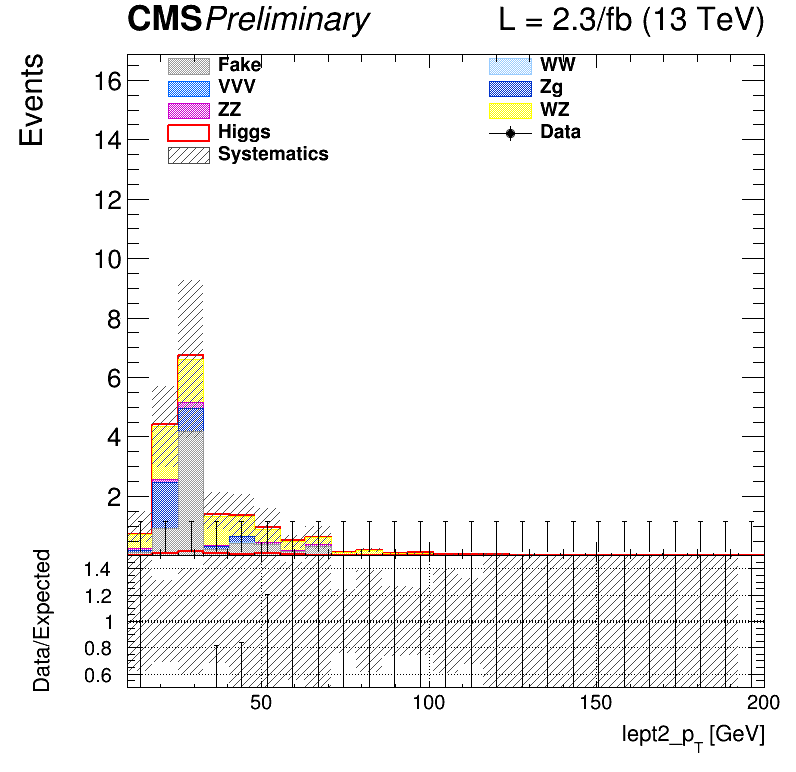 CMS Preliminary L = 2.3/fb (13 TeV)
Events
16
14
12
10
8
6
4
2
Fake WW
VVV Zg
ZZ WZ
Higgs Data
Systematics
Data/Expected
1.4
1.2
1
0.8
0.6
50 100 150 200
lept2_p_T [GeV]